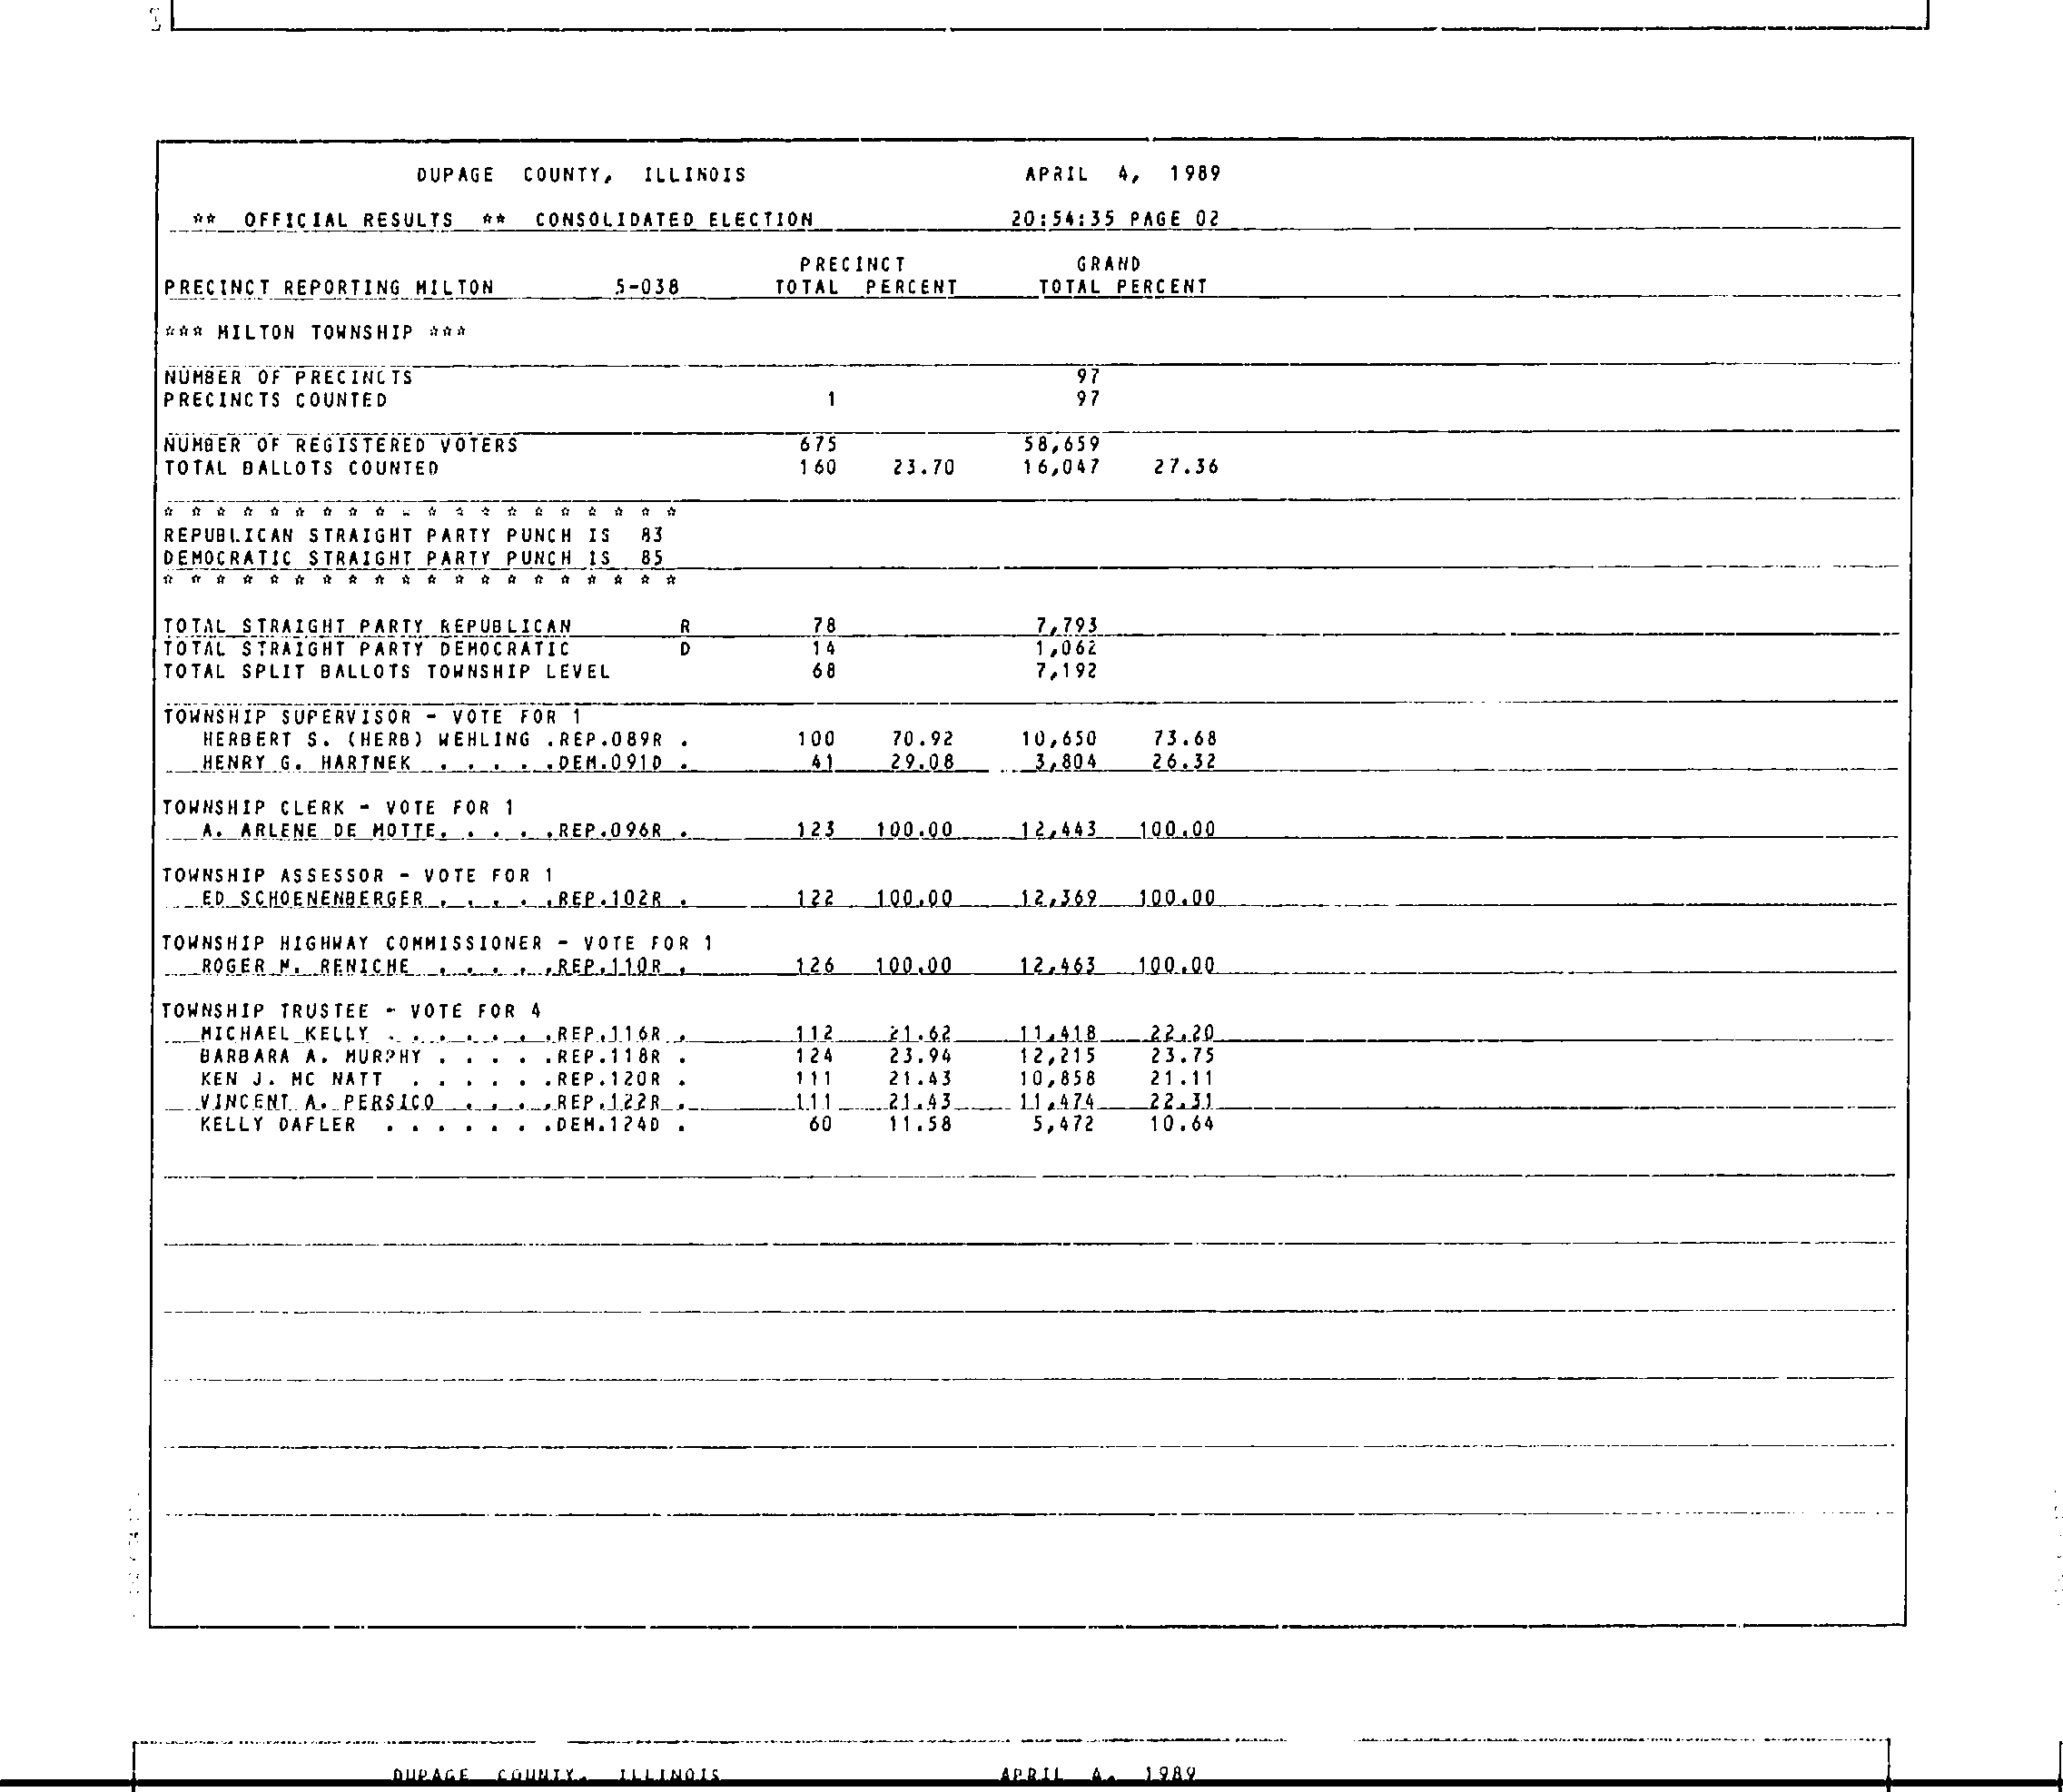 DUPAGE COUNTY, ILLINOIS APRIL 4, 1989
** OFFICIAL RESULTS ** CONSOLIDATED ELECTION 20:54:35 PAGE 02
PRECINCT GRAND
PRECINCT REPORTING MILTON 5-038 TOTAL PERCENT TOTAL PERCENT
*** MILTON TOWNSHIP ***
NUMBER OF PRECINCTS 97
PRECINCTS COUNTED 1 97
NUMBER OF REGISTERED VOTERS 675 58,659
TOTAL BALLOTS COUNTED 160 23.70 16,047 27.36
* * * * * * * * * * * * * * * * * * * *
REPUBLICAN STRAIGHT PARTY PUNCH IS 83
DEMOCRATIC STRAIGHT PARTY PUNCH IS 85
* * * * * * * * * * * * * * * * * * * *
TOTAL STRAIGHT PARTY REPUBLICAN R 78 7,793
TOTAL STRAIGHT PARTY DEMOCRATIC D 14 1,062
TOTAL SPLIT BALLOTS TOWNSHIP LEVEL 68 7,192
TOWNSHIP SUPERVISOR - VOTE FOR 1
HERBERT S. (HERB) WEHLING .REP.089R . 100 70.92 10,650 73.68
HENRY G. HARTNEK . . . . .DEM.091D . 41 29.08 3,804 26.32
TOWNSHIP CLERK - VOTE FOR 1
A. ARLENE DE MOTTE. . . . .REP.096R . 123 100.00 12,443 100.00
TOWNSHIP ASSESSOR - VOTE FOR 1
ED SCHOENENBERGER . . . . .REP.102R . 122 100.00 12,369 100.00
TOWNSHIP HIGHWAY COMMISSIONER - VOTE FOR 1
ROGER M. RENICHE . . . . .REP.110R . 126 100.00 12,463 100.00
TOWNSHIP TRUSTEE - VOTE FOR 4
MICHAEL KELLY . . . . . . .REP.116R . 112 21.62 11,418 22.20
BARBARA A. MURPHY . . . . .REP.118R . 124 23.94 12,215 23.75
KEN J. MC NATT . . . . . .REP.120R . 111 21.43 10,858 21.11
VINCENT A. PERSICO . . . .REP.122R . 111 21.43 11,474 22.31
KELLY DAFLER . . . . . . .DEM.124D . 60 11.58 5,472 10.64
DUPAGE COUNTY, ILLINOIS APRIL 4, 1989